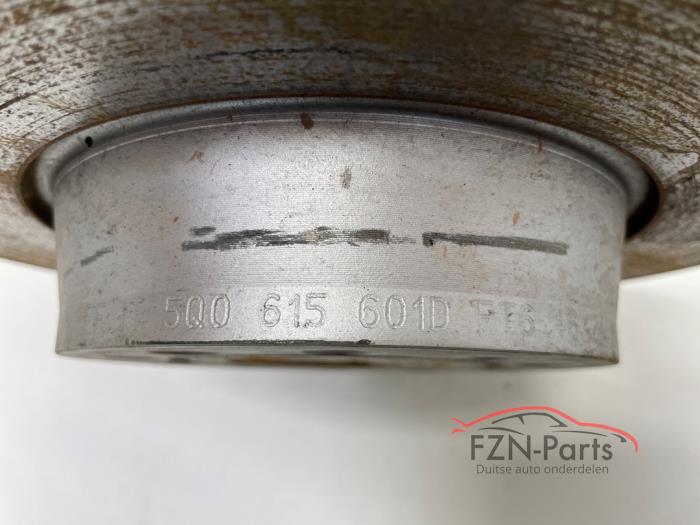 5Q0 615 601D
FZN-Parts
Duitse auto onderdelen